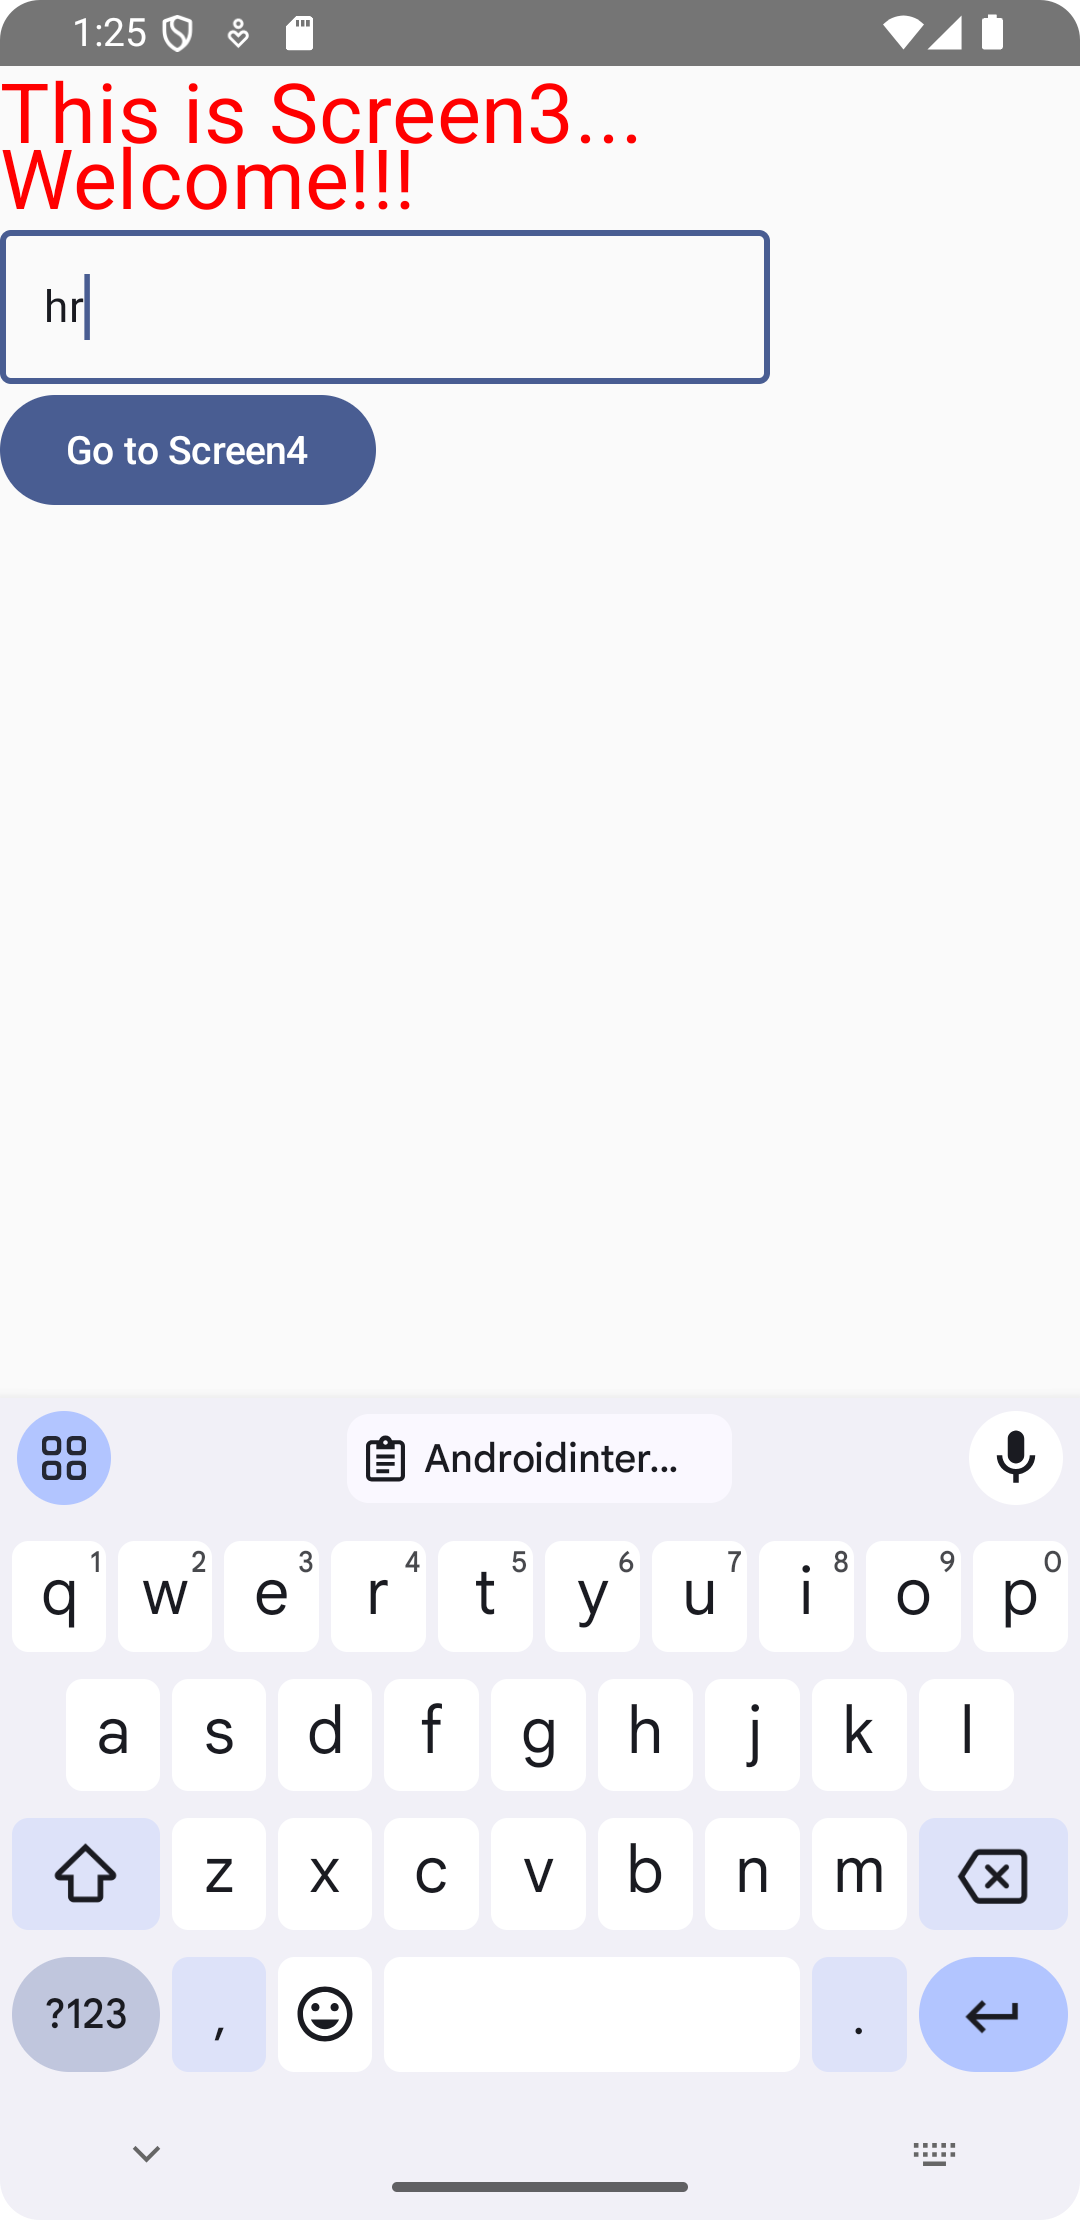 1:25
This is Screen3...
Welcome!!!
hr
Go to Screen4
Androidinter...
q 1 w 2 e 3 r 4 t 5 y 6 u 7 i 8 o 9 p 0
a s d f g h j k l
z x c v b n m
?123 , .